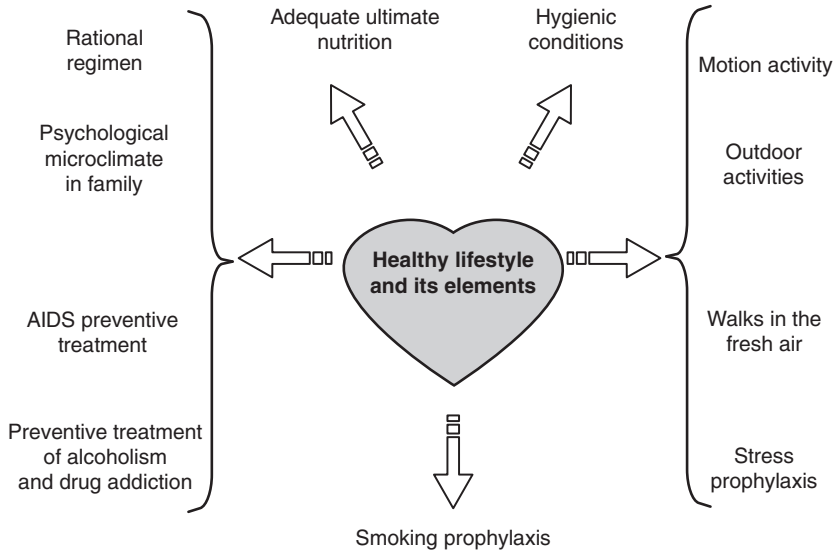 Adequate ultimate
nutrition
Hygienic
conditions
Rational
regimen
Psychological
microclimate
in family
AIDS preventive
treatment
Preventive treatment
of alcoholism
and drug addiction
Healthy lifestyle
and its elements
Motion activity
Outdoor
activities
Walks in the
fresh air
Stress
prophylaxis
Smoking prophylaxis